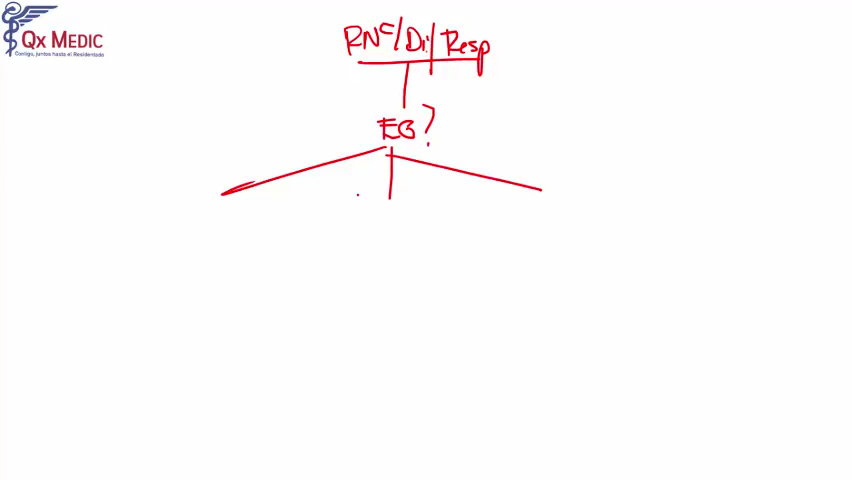 Qx MEDIC
Contigo, juntos hasta el Residentado
RN c/ Di Resp
EG?